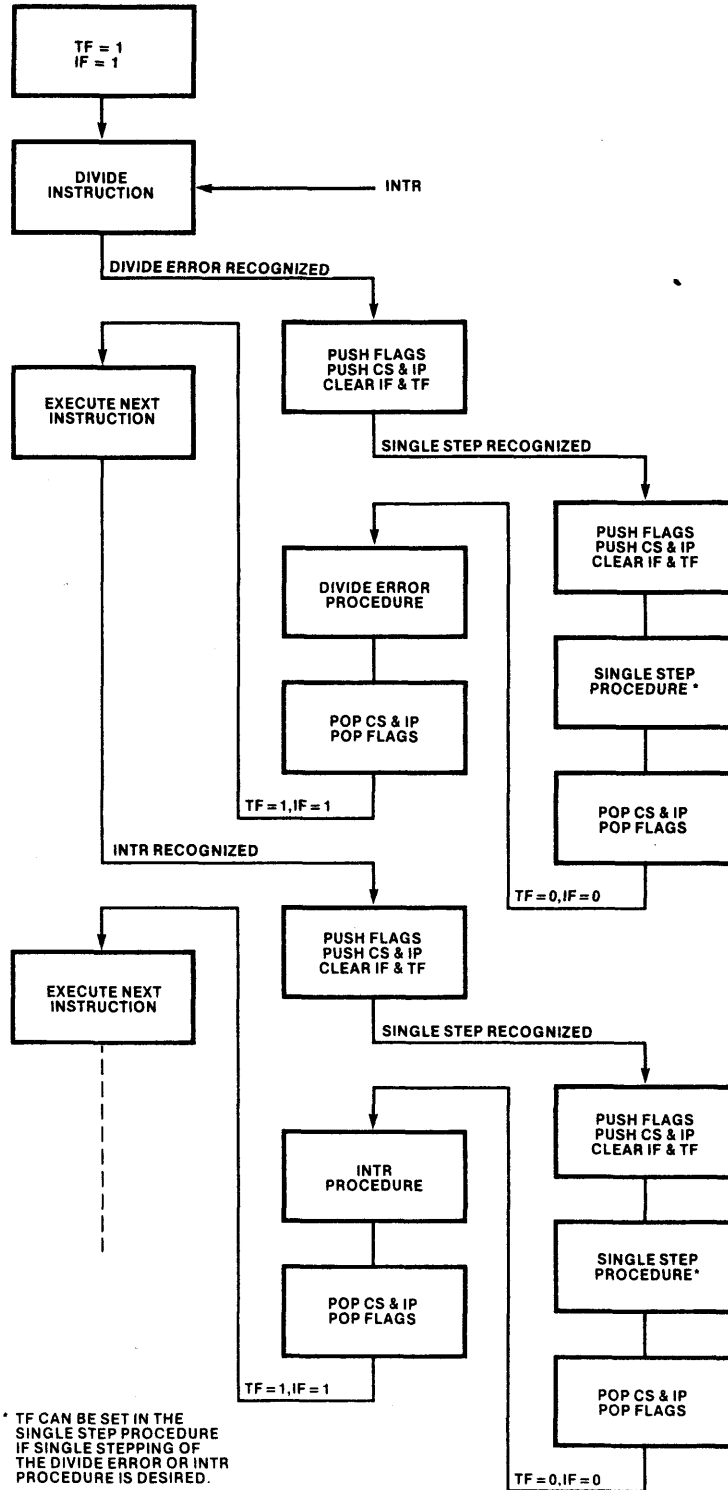 TF = 1
IF = 1
DIVIDE
INSTRUCTION
INTR
DIVIDE ERROR RECOGNIZED
PUSH FLAGS
PUSH CS & IP
CLEAR IF & TF
EXECUTE NEXT
INSTRUCTION
SINGLE STEP RECOGNIZED
PUSH FLAGS
PUSH CS & IP
CLEAR IF & TF
DIVIDE ERROR
PROCEDURE
SINGLE STEP
PROCEDURE *
POP CS & IP
POP FLAGS
TF = 1, IF = 1
POP CS & IP
POP FLAGS
INTR RECOGNIZED
TF = 0, IF = 0
PUSH FLAGS
PUSH CS & IP
CLEAR IF & TF
EXECUTE NEXT
INSTRUCTION
SINGLE STEP RECOGNIZED
PUSH FLAGS
PUSH CS & IP
CLEAR IF & TF
INTR
PROCEDURE
SINGLE STEP
PROCEDURE*
POP CS & IP
POP FLAGS
TF = 1, IF = 1
POP CS & IP
POP FLAGS
* TF CAN BE SET IN THE
SINGLE STEP PROCEDURE
IF SINGLE STEPPING OF
THE DIVIDE ERROR OR INTR
PROCEDURE IS DESIRED.
TF = 0, IF = 0